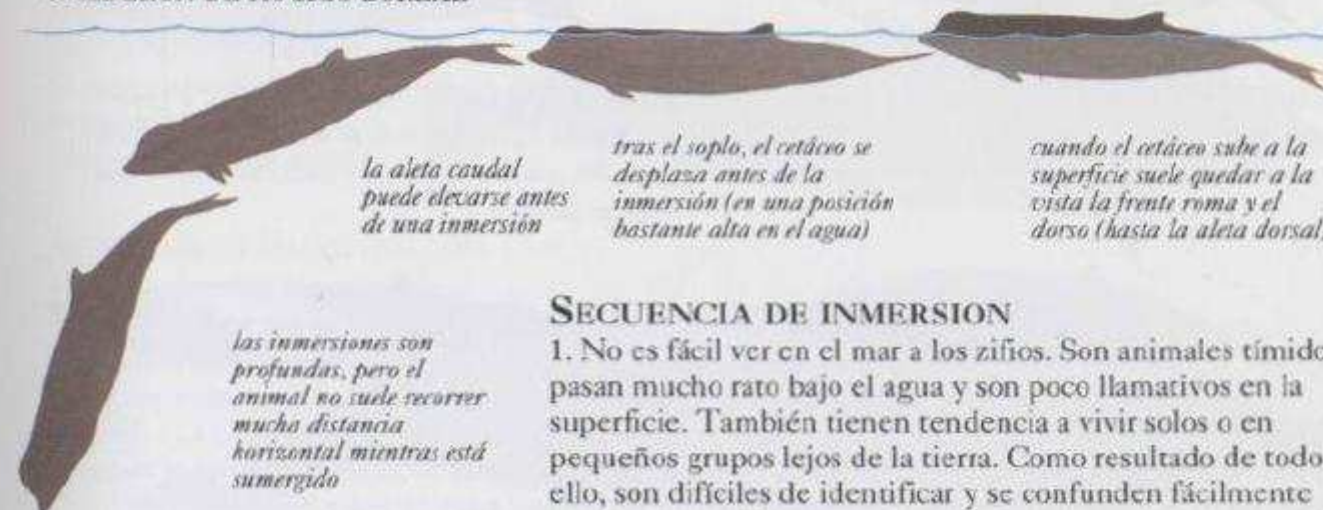 la aleta caudal
puede elevarse antes
de una inmersión
tras el soplo, el cetáceo se
desplaza antes de la
inmersión (en una posición
bastante alta en el agua)
cuando el cetáceo sube a la
superficie suele quedar a la
vista la frente roma y el
dorso (hasta la aleta dorsal)
las inmersiones son
profundas, pero el
animal no suele recorrer
mucha distancia
horizontal mientras está
sumergido
SECUENCIA DE INMERSION
1. No es fácil ver en el mar a los zifios. Son animales tímido
pasan mucho rato bajo el agua y son poco llamativos en la
superficie. También tienen tendencia a vivir solos o en
pequeños grupos lejos de la tierra. Como resultado de todo
ello, son difíciles de identificar y se confunden fácilmente